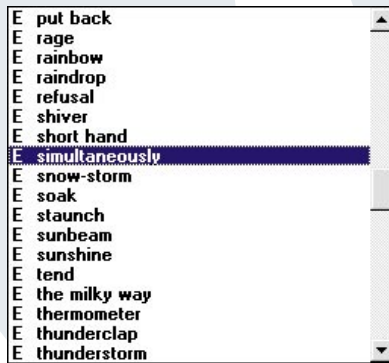 E put back
E rage
E rainbow
E raindrop
E refusal
E shiver
E short hand
E simultaneously
E snow-storm
E soak
E staunch
E sunbeam
E sunshine
E tend
E the milky way
E thermometer
E thunderclap
E thunderstorm